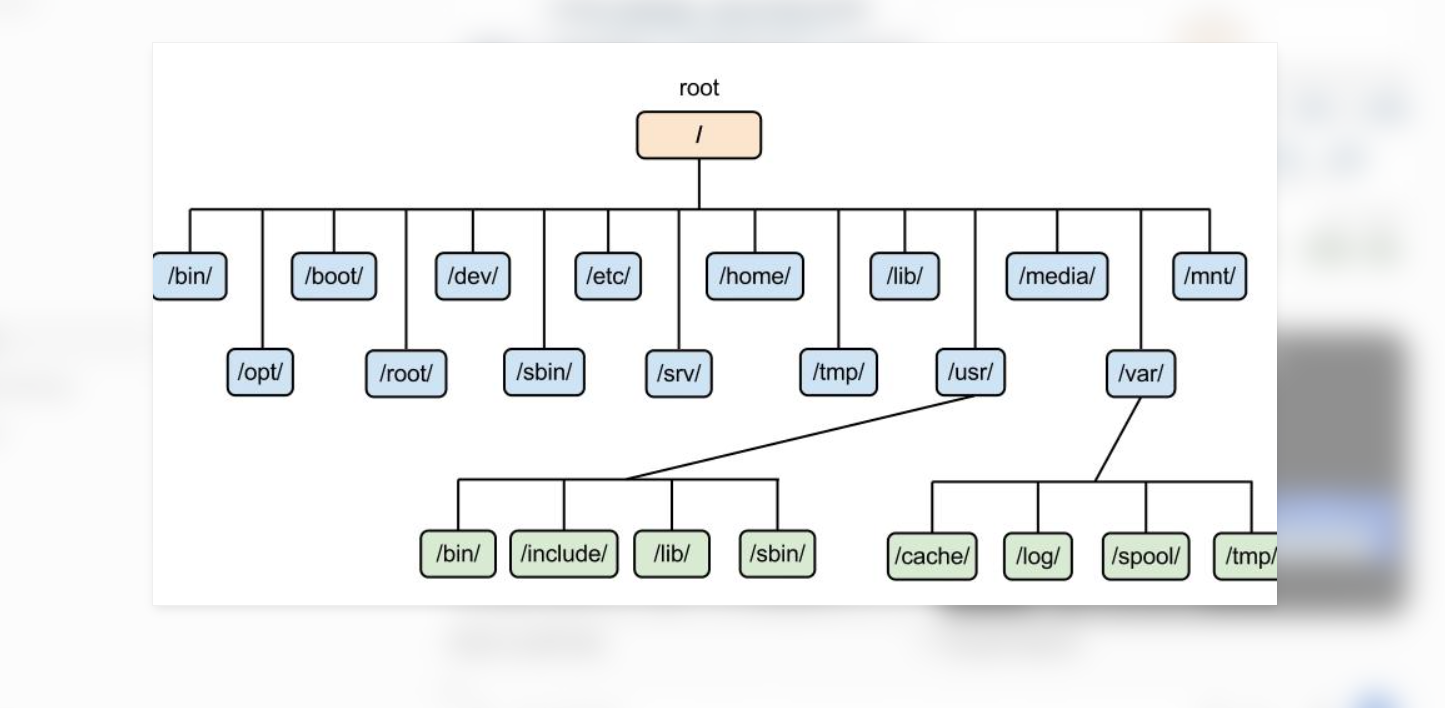 root
/
/bin/ /boot/ /dev/ /etc/ /home/ /lib/ /media/ /mnt/
/opt/ /root/ /sbin/ /srv/ /tmp/ /usr/ /var/
/bin/ /include/ /lib/ /sbin/ /cache/ /log/ /spool/ /tmp/